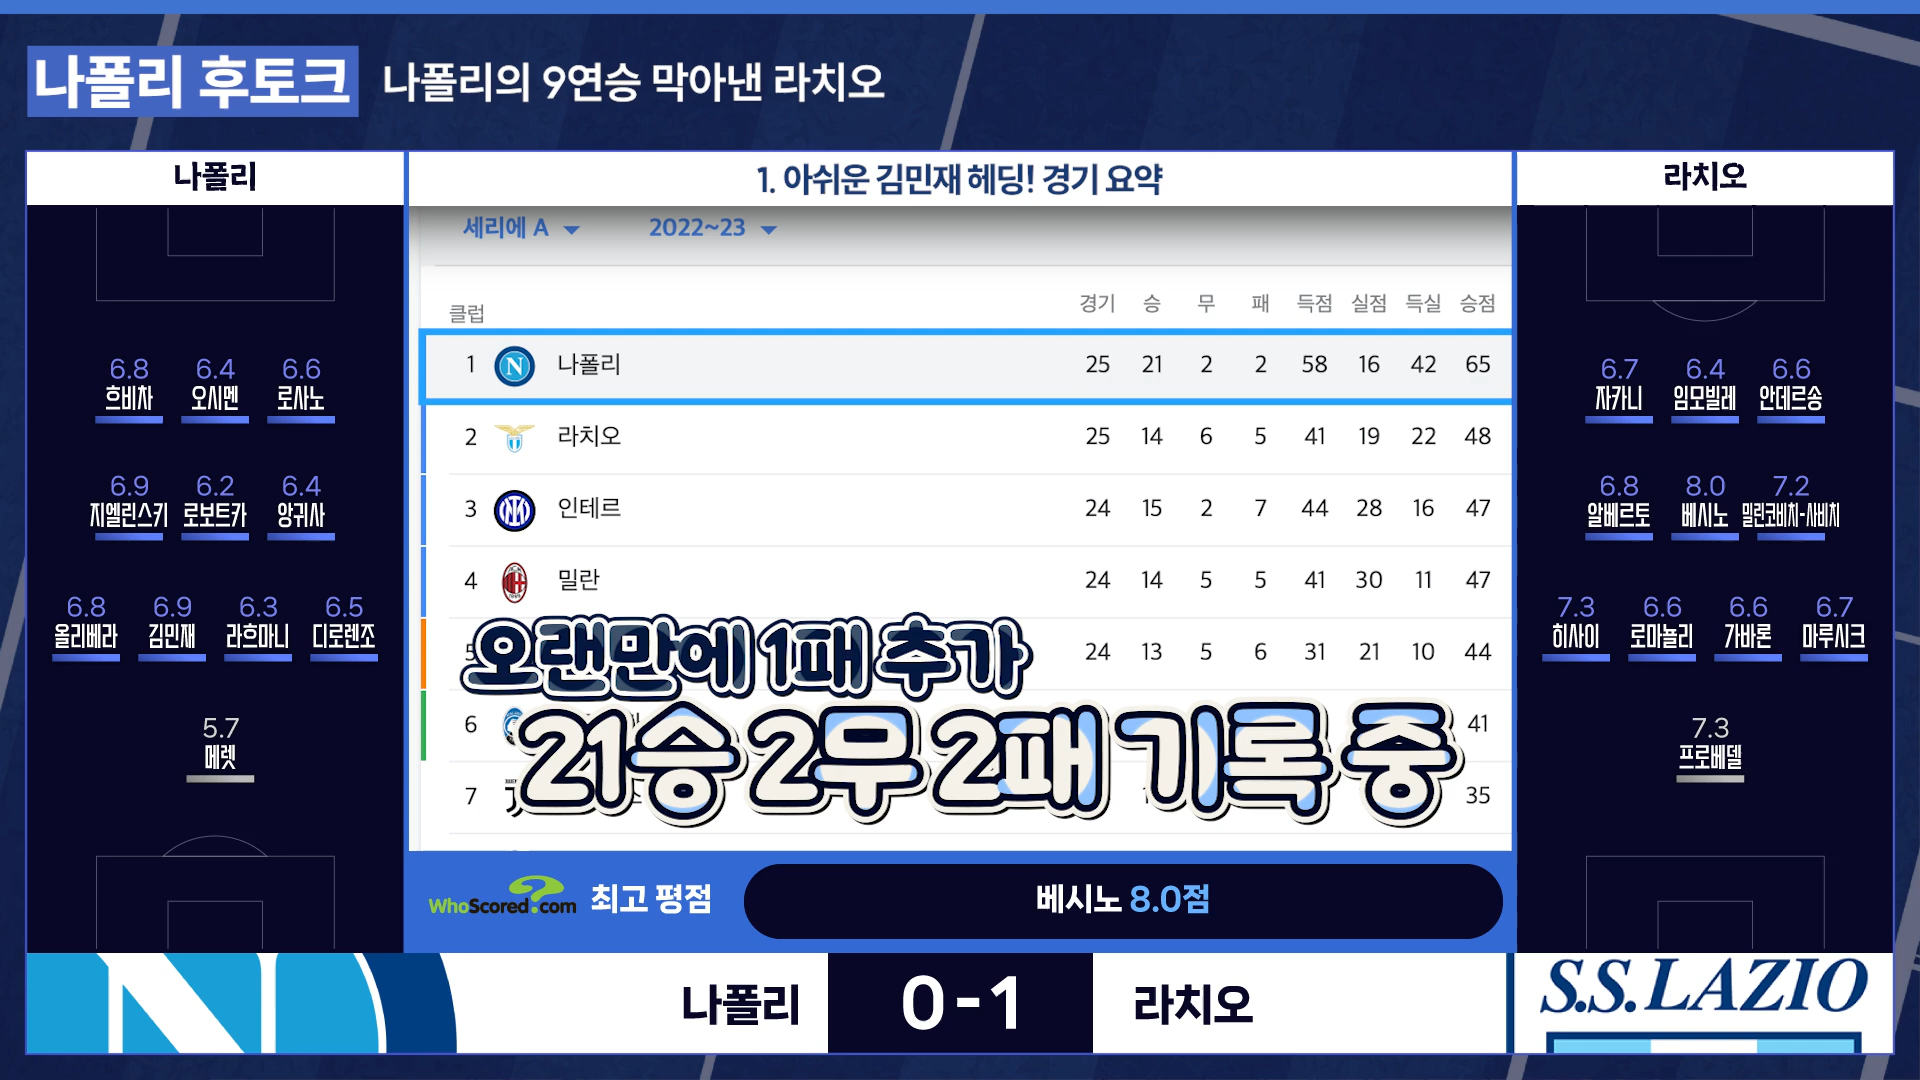 나폴리 후토크
나폴리의 9연승 막아낸 라치오
나폴리
6.8 6.4 6.6
흐비차 오시멘 로사노
6.9 6.2 6.4
지엘린스키 로보트카 앙귀사
6.8 6.9 6.3 6.5
올리베라 김민재 라흐마니 디로렌조
5.7
메렛
1. 아쉬운 김민재 헤딩! 경기 요약
세리에 A 2022~23
클럽 경기 승 무 패 득점 실점 득실 승점
1 나폴리 25 21 2 2 58 16 42 65
2 라치오 25 14 6 5 41 19 22 48
3 인테르 24 15 2 7 44 28 16 47
4 밀란 24 14 5 5 41 30 11 47
5 24 13 5 6 31 21 10 44
오랜만에 1패 추가
6 41
21승 2무 2패 기록 중
7 35
WhoScored.com 최고 평점 베시노 8.0점
라치오
6.7 6.4 6.6
자카니 임모빌레 안데르송
6.8 8.0 7.2
알베르토 베시노 밀린코비치-사비치
7.3 6.6 6.6 6.7
히사이 로마뇰리 가바론 마루시크
7.3
프로베델
나폴리 0-1 라치오
N
S.S.LAZIO